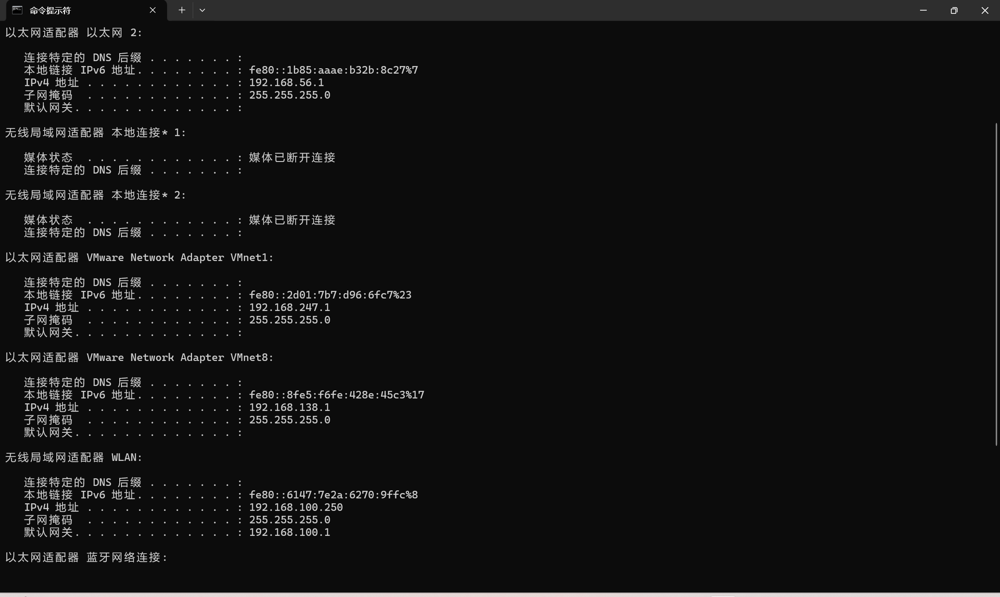 命令提示符
以太网适配器 以太网 2:
连接特定的 DNS 后缀 . . . . . . . :
本地链接 IPv6 地址. . . . . . . . : fe80::1b85:aaae:b32b:8c27%7
IPv4 地址 . . . . . . . . . . . . : 192.168.56.1
子网掩码  . . . . . . . . . . . . : 255.255.255.0
默认网关. . . . . . . . . . . . . :
无线局域网适配器 本地连接* 1:
媒体状态  . . . . . . . . . . . . : 媒体已断开连接
连接特定的 DNS 后缀 . . . . . . . :
无线局域网适配器 本地连接* 2:
媒体状态  . . . . . . . . . . . . : 媒体已断开连接
连接特定的 DNS 后缀 . . . . . . . :
以太网适配器 VMware Network Adapter VMnet1:
连接特定的 DNS 后缀 . . . . . . . :
本地链接 IPv6 地址. . . . . . . . : fe80::2d01:7b7:d96:6fc7%23
IPv4 地址 . . . . . . . . . . . . : 192.168.247.1
子网掩码  . . . . . . . . . . . . : 255.255.255.0
默认网关. . . . . . . . . . . . . :
以太网适配器 VMware Network Adapter VMnet8:
连接特定的 DNS 后缀 . . . . . . . :
本地链接 IPv6 地址. . . . . . . . : fe80::8fe5:f6fe:428e:45c3%17
IPv4 地址 . . . . . . . . . . . . : 192.168.138.1
子网掩码  . . . . . . . . . . . . : 255.255.255.0
默认网关. . . . . . . . . . . . . :
无线局域网适配器 WLAN:
连接特定的 DNS 后缀 . . . . . . . :
本地链接 IPv6 地址. . . . . . . . : fe80::6147:7e2a:6270:9ffc%8
IPv4 地址 . . . . . . . . . . . . : 192.168.100.250
子网掩码  . . . . . . . . . . . . : 255.255.255.0
默认网关. . . . . . . . . . . . . : 192.168.100.1
以太网适配器 蓝牙网络连接: